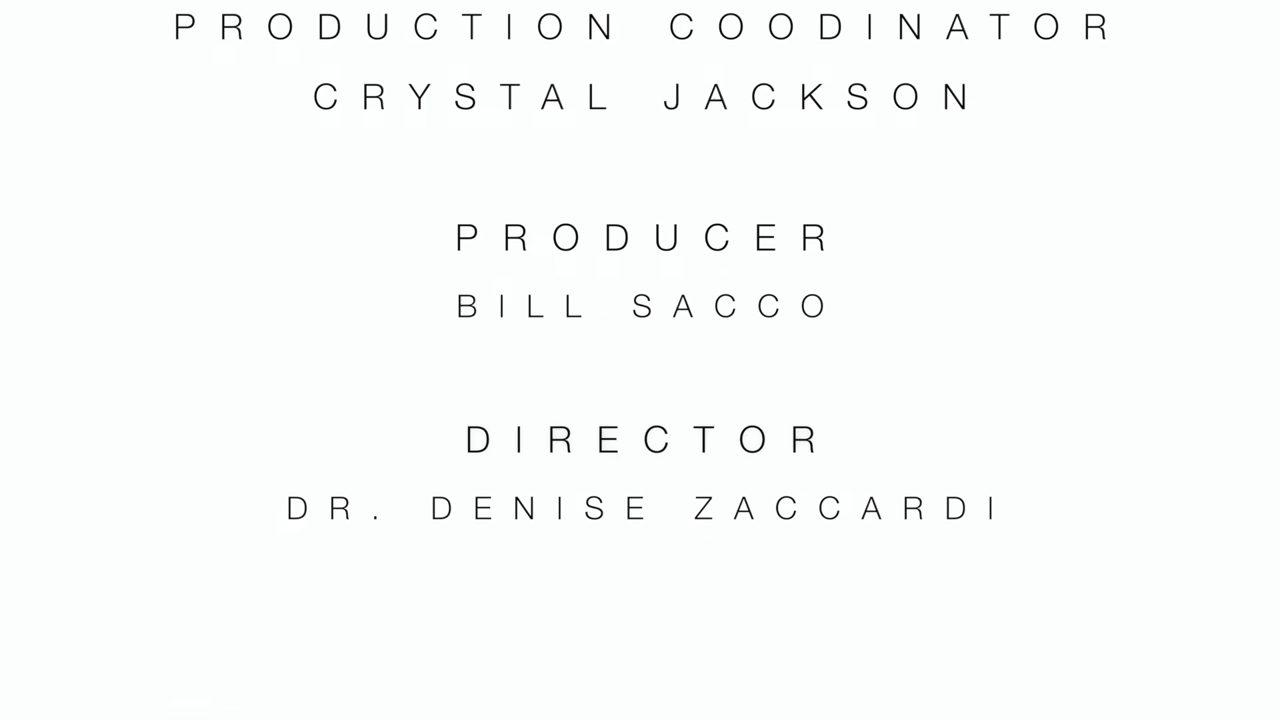 PRODUCTION COODINATOR
CRYSTAL JACKSON
PRODUCER
BILL SACCO
DIRECTOR
DR. DENISE ZACCARDI